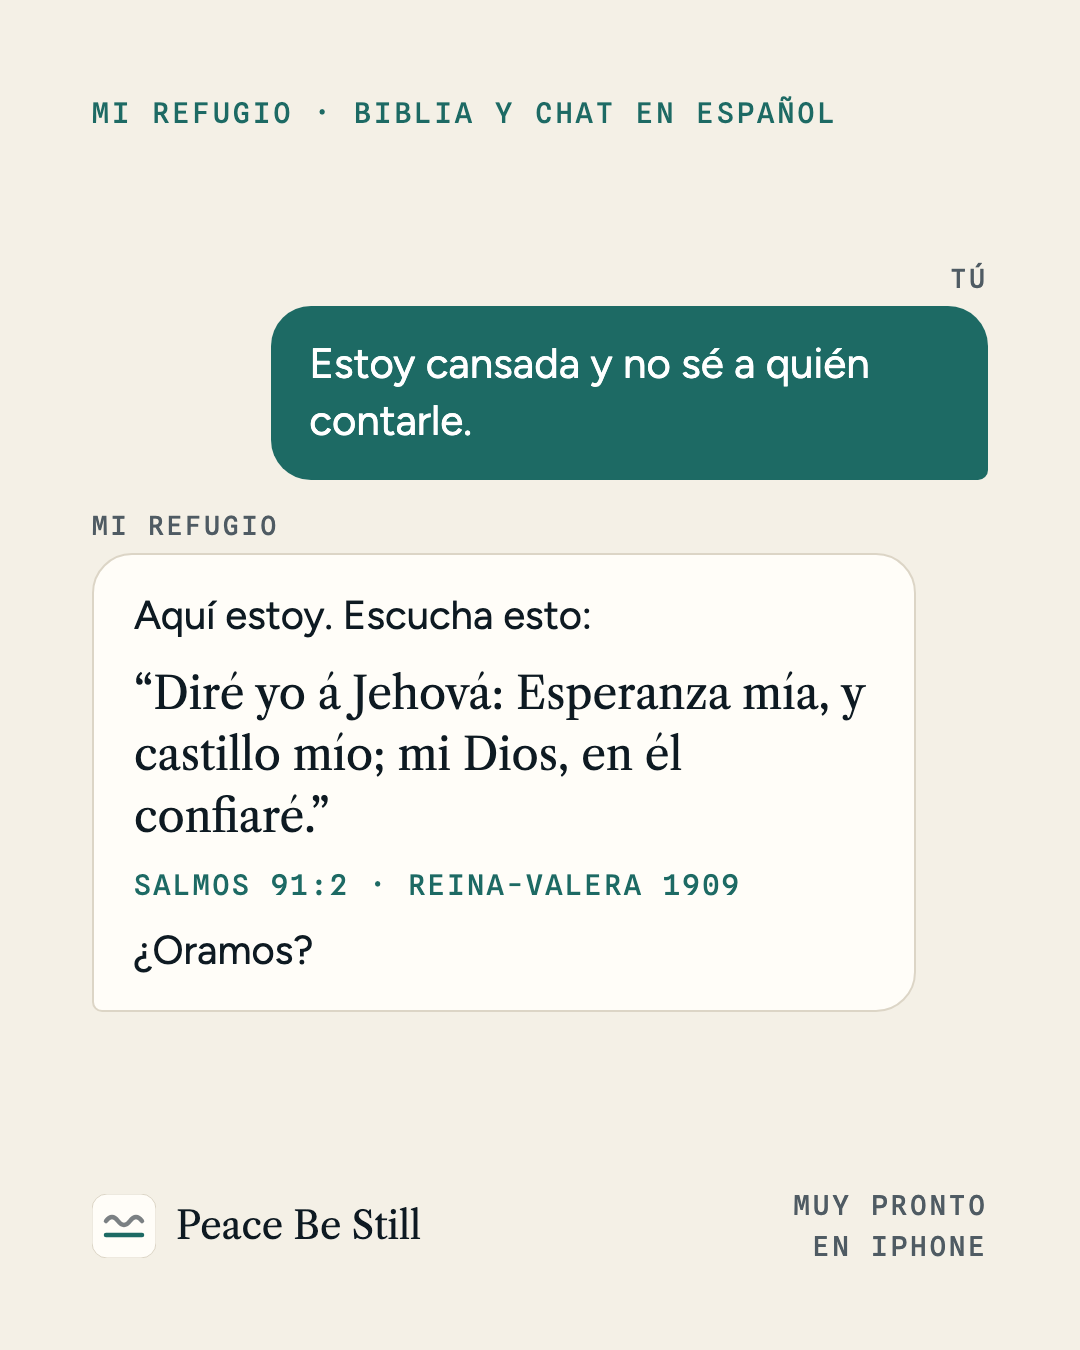 MI REFUGIO · BIBLIA Y CHAT EN ESPAÑOL
TÚ
Estoy cansada y no sé a quién
contarle.
MI REFUGIO
Aquí estoy. Escucha esto:
“Diré yo á Jehová: Esperanza mía, y
castillo mío; mi Dios, en él
confiaré.”
SALMOS 91:2 · REINA-VALERA 1909
¿Oramos?
Peace Be Still
MUY PRONTO
EN IPHONE